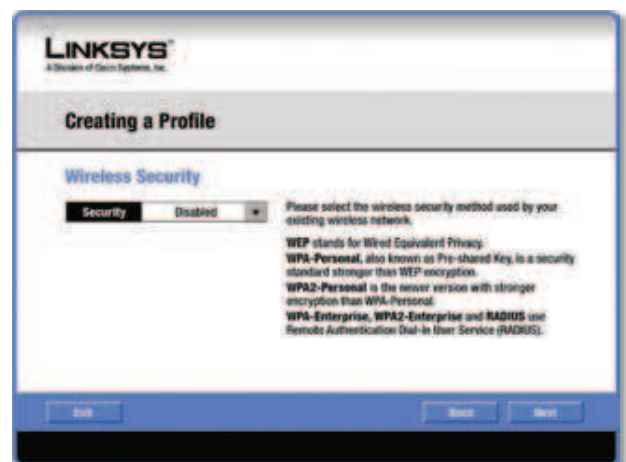 LINKSYS®
A Division of Cisco Systems, Inc.
Creating a Profile
Wireless Security
Security Disabled
Please select the wireless security method used by your
existing wireless network.
WEP stands for Wired Equivalent Privacy.
WPA-Personal, also known as Pre-shared Key, is a security
standard stronger than WEP encryption.
WPA2-Personal is the newer version with stronger
encryption than WPA-Personal.
WPA-Enterprise, WPA2-Enterprise and RADIUS use
Remote Authentication Dial-In User Service (RADIUS).
Exit Back Next